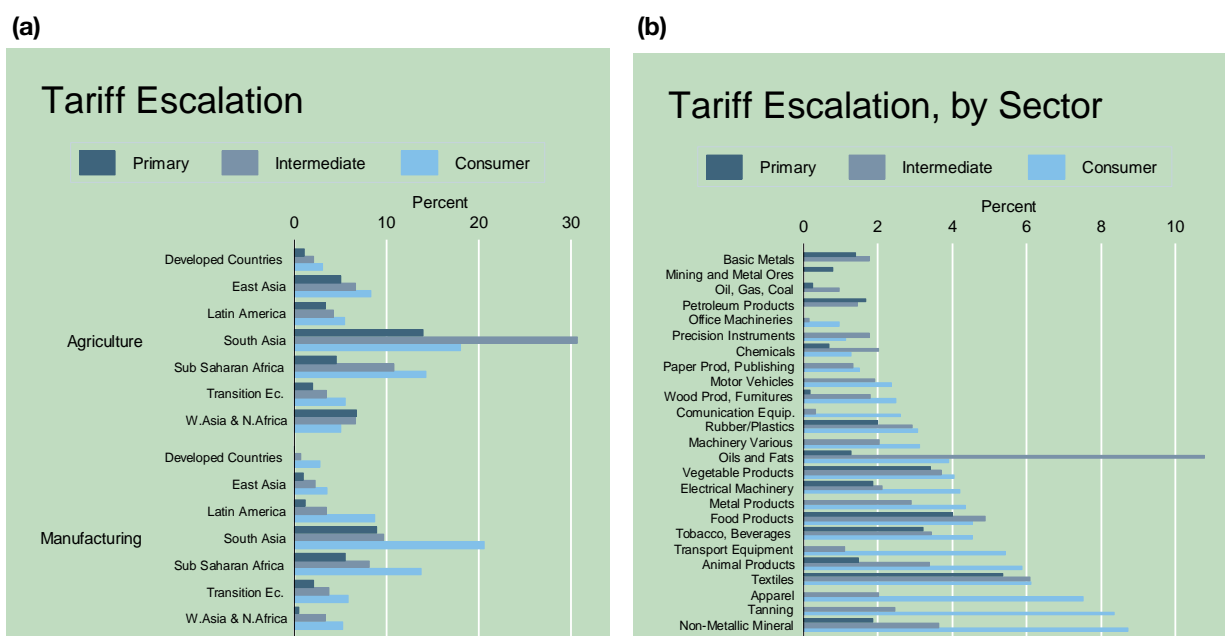 (a)
Tariff Escalation
Primary Intermediate Consumer
Percent
0 10 20 30
Developed Countries
East Asia
Latin America
Agriculture
South Asia
Sub Saharan Africa
Transition Ec.
W.Asia & N.Africa
Developed Countries
East Asia
Latin America
Manufacturing
South Asia
Sub Saharan Africa
Transition Ec.
W.Asia & N.Africa
(b)
Tariff Escalation, by Sector
Primary Intermediate Consumer
Percent
0 2 4 6 8 10
Basic Metals
Mining and Metal Ores
Oil, Gas, Coal
Petroleum Products
Office Machineries
Precision Instruments
Chemicals
Paper Prod, Publishing
Motor Vehicles
Wood Prod, Furnitures
Comunication Equip.
Rubber/Plastics
Machinery Various
Oils and Fats
Vegetable Products
Electrical Machinery
Metal Products
Food Products
Tobacco, Beverages
Transport Equipment
Animal Products
Textiles
Apparel
Tanning
Non-Metallic Mineral